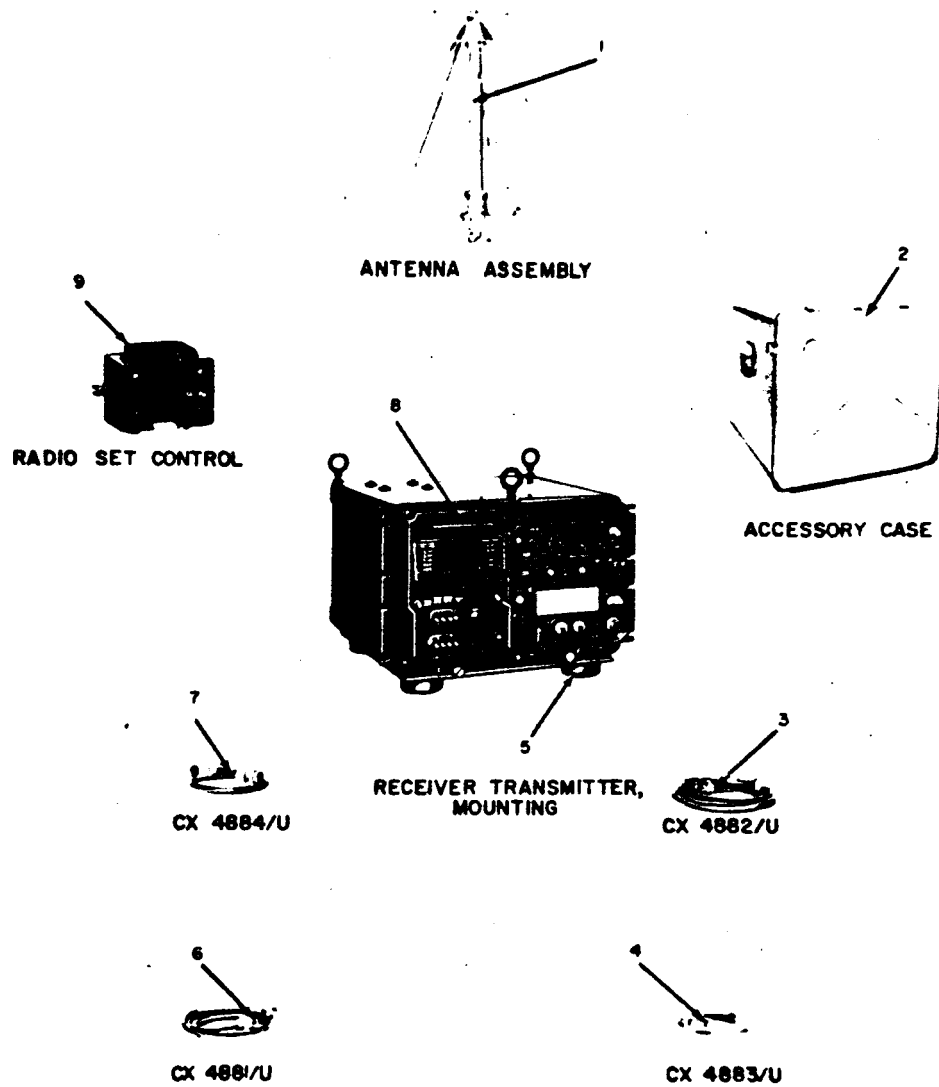 1
ANTENNA ASSEMBLY
2
9
8
RADIO SET CONTROL
ACCESSORY CASE
7
3
5
RECEIVER TRANSMITTER,
MOUNTING
CX 4884/U
CX 4882/U
6
4
CX 4881/U
CX 4883/U